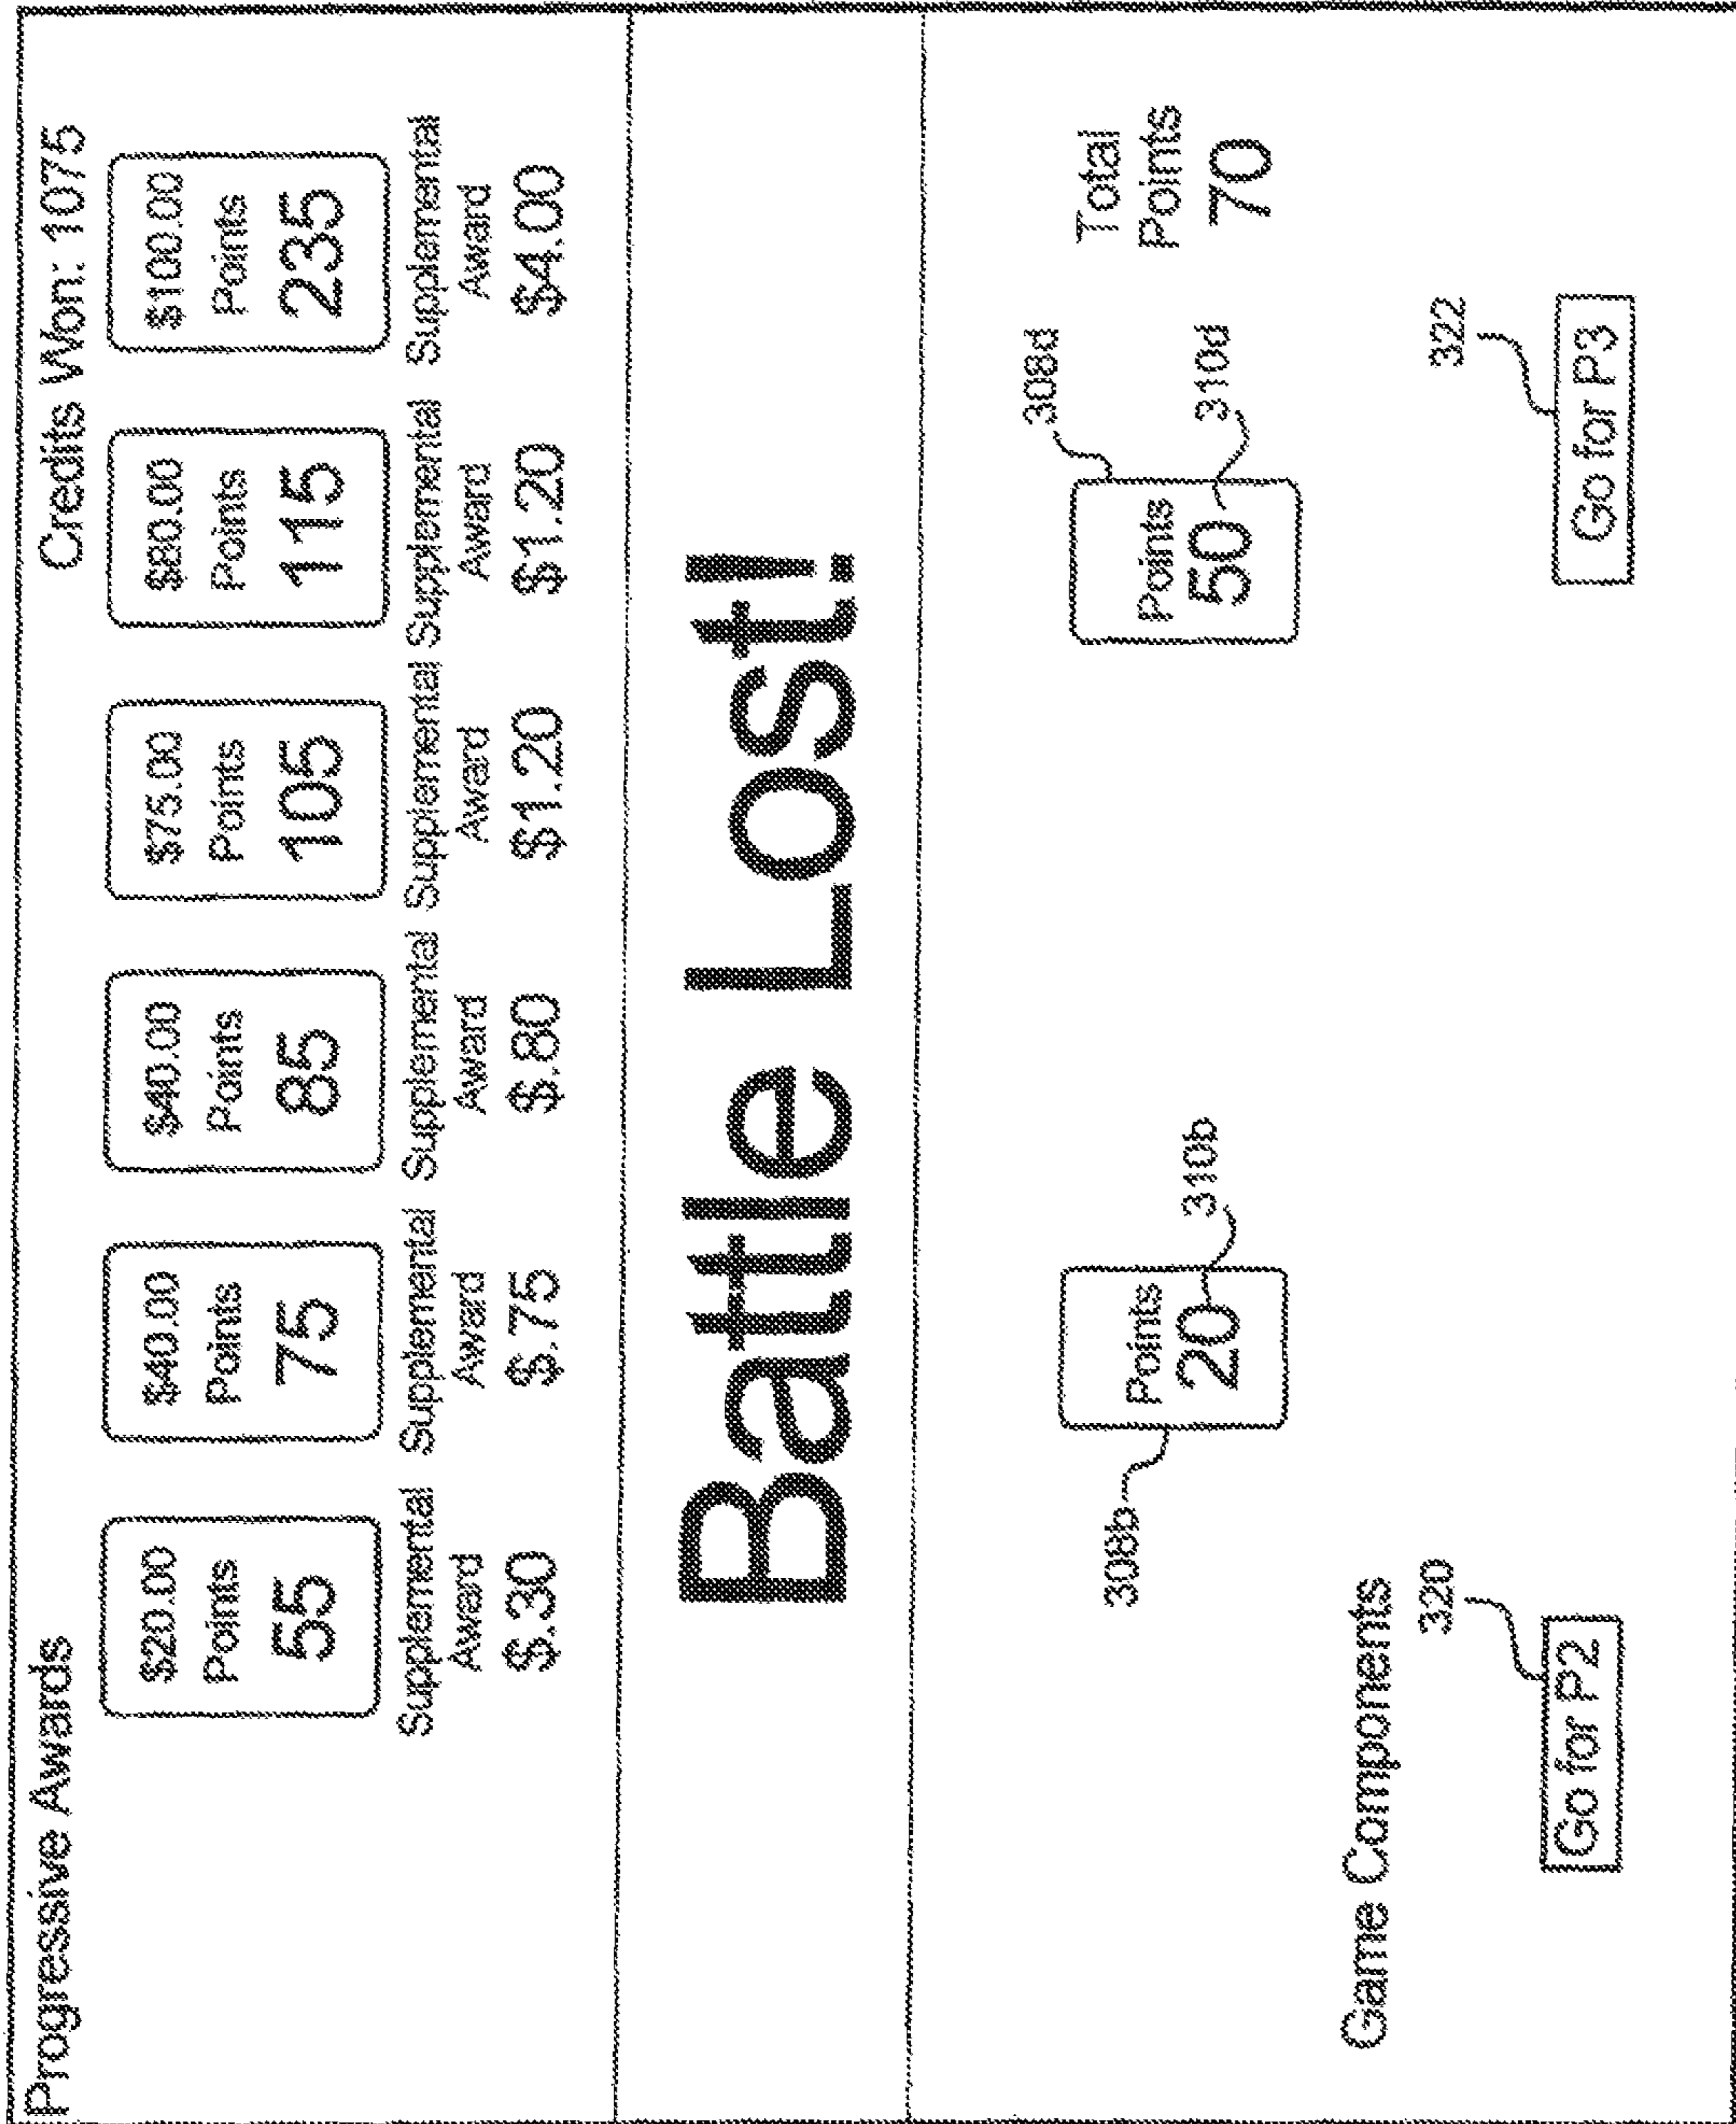 Progressive Awards
Credits Won: 1075
$20.00 $40.00 $40.00 $75.00 $80.00 $100.00
Points Points Points Points Points Points
55 75 85 105 115 235
Supplemental Supplemental Supplemental Supplemental Supplemental Supplemental
Award Award Award Award Award Award
$.30 $.75 $.80 $1.20 $1.20 $4.00
Battle Lost!
308d
Total
Points
70
308b
Points
20
310b
Points
50
310d
Game Components
320
322
Go for P2
Go for P3